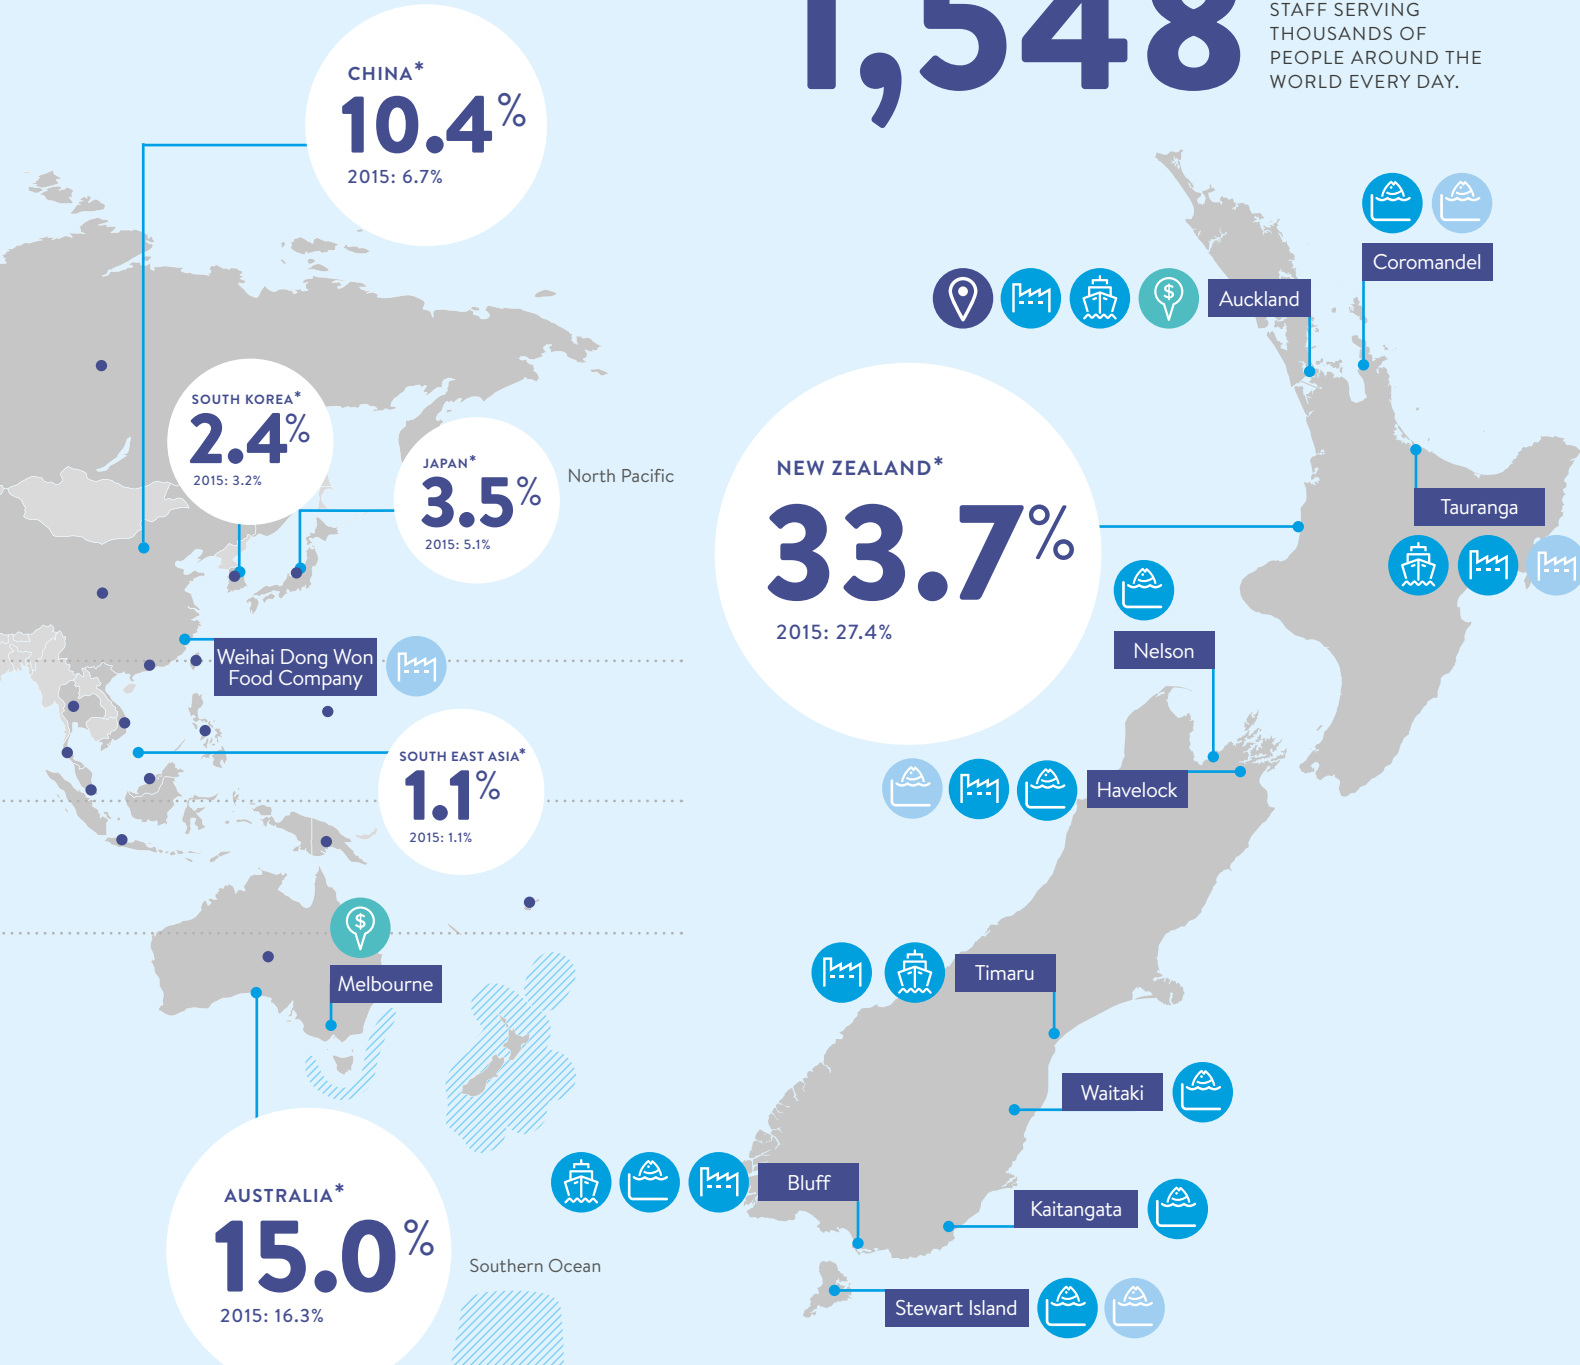 1,548
STAFF SERVING
THOUSANDS OF
PEOPLE AROUND THE
WORLD EVERY DAY.
CHINA*
10.4%
2015: 6.7%
SOUTH KOREA*
2.4%
2015: 3.2%
JAPAN*
3.5%
2015: 5.1%
North Pacific
Weihai Dong Won
Food Company
SOUTH EAST ASIA*
1.1%
2015: 1.1%
Melbourne
AUSTRALIA*
15.0%
2015: 16.3%
Southern Ocean
NEW ZEALAND*
33.7%
2015: 27.4%
Coromandel
$
Auckland
Tauranga
Nelson
Havelock
$
Timaru
Waitaki
Bluff
Kaitangata
Stewart Island